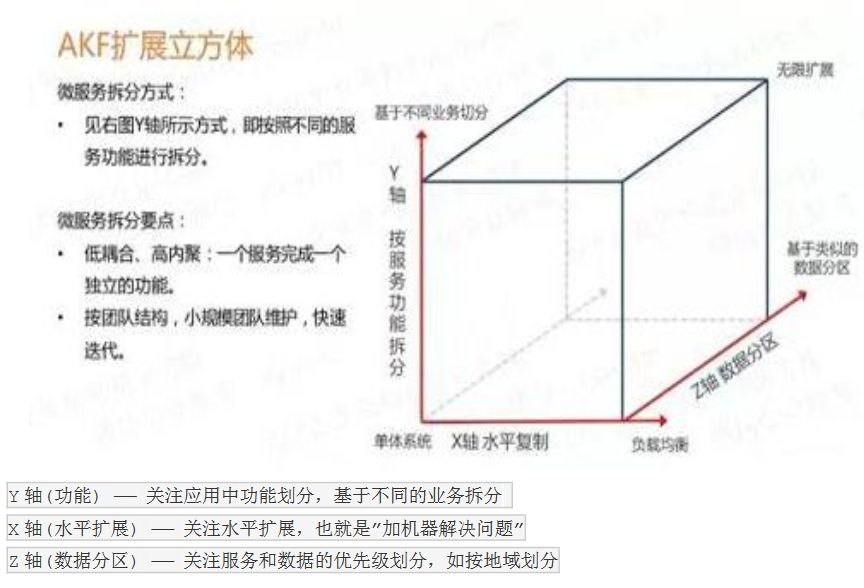 AKF扩展立方体
微服务拆分方式：
• 见右图Y轴所示方式，即按照不同的服
务功能进行拆分。
微服务拆分要点：
• 低耦合、高内聚：一个服务完成一个
独立的功能。
• 按团队结构，小规模团队维护，快速
迭代。
无限扩展
基于不同业务切分
Y轴 按服务功能拆分
基于类似的
数据分区
Z轴 数据分区
单体系统
X轴 水平复制
负载均衡
Y 轴(功能) —— 关注应用中功能划分，基于不同的业务拆分
X 轴(水平扩展) —— 关注水平扩展，也就是”加机器解决问题”
Z 轴(数据分区) —— 关注服务和数据的优先级划分，如按地域划分